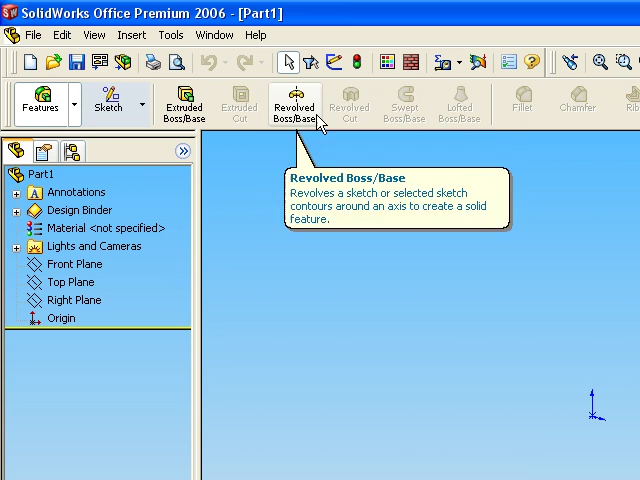 SolidWorks Office Premium 2006 - [Part1]
File Edit View Insert Tools Window Help
Features Sketch Extruded Boss/Base Extruded Cut Revolved Boss/Base Revolved Cut Swept Boss/Base Lofted Boss/Base Fillet Chamfer Rib
Part1
Annotations
Design Binder
Material <not specified>
Lights and Cameras
Front Plane
Top Plane
Right Plane
Origin
Revolved Boss/Base
Revolves a sketch or selected sketch
contours around an axis to create a solid
feature.